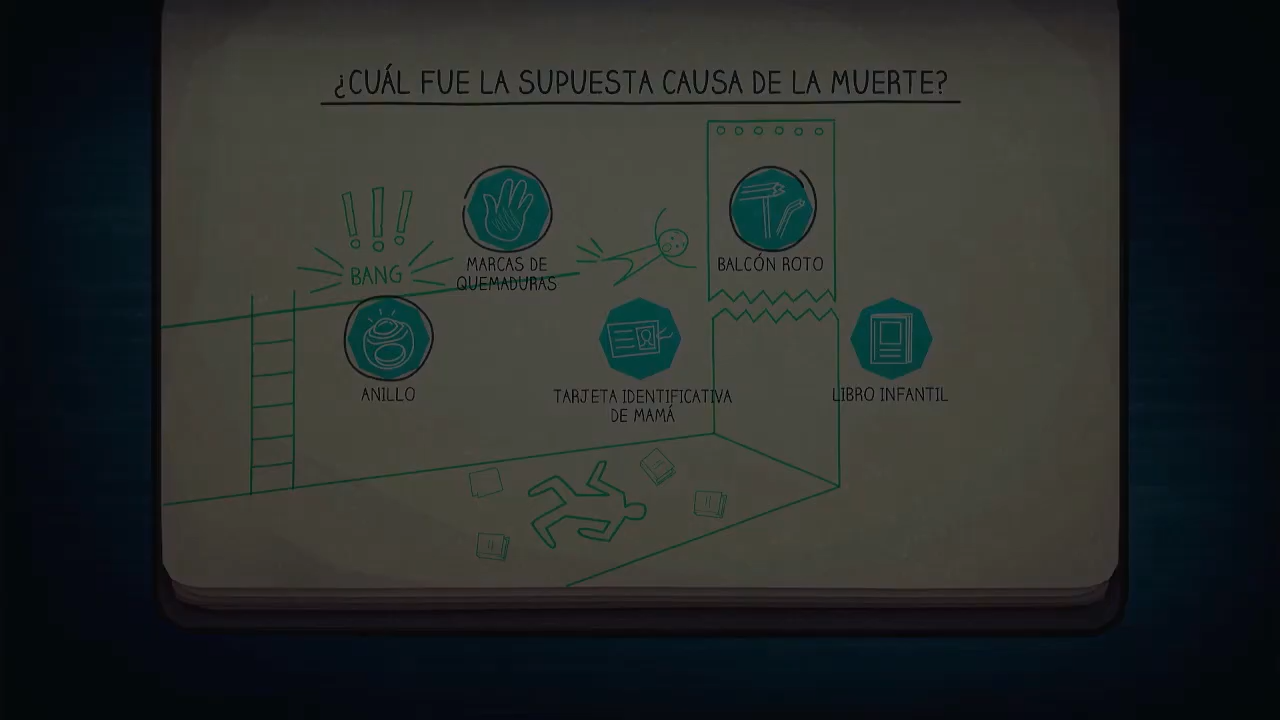 ¿CUÁL FUE LA SUPUESTA CAUSA DE LA MUERTE?
!!!
BANG
MARCAS DE
QUEMADURAS
BALCÓN ROTO
ANILLO
TARJETA IDENTIFICATIVA
DE MAMÁ
LIBRO INFANTIL